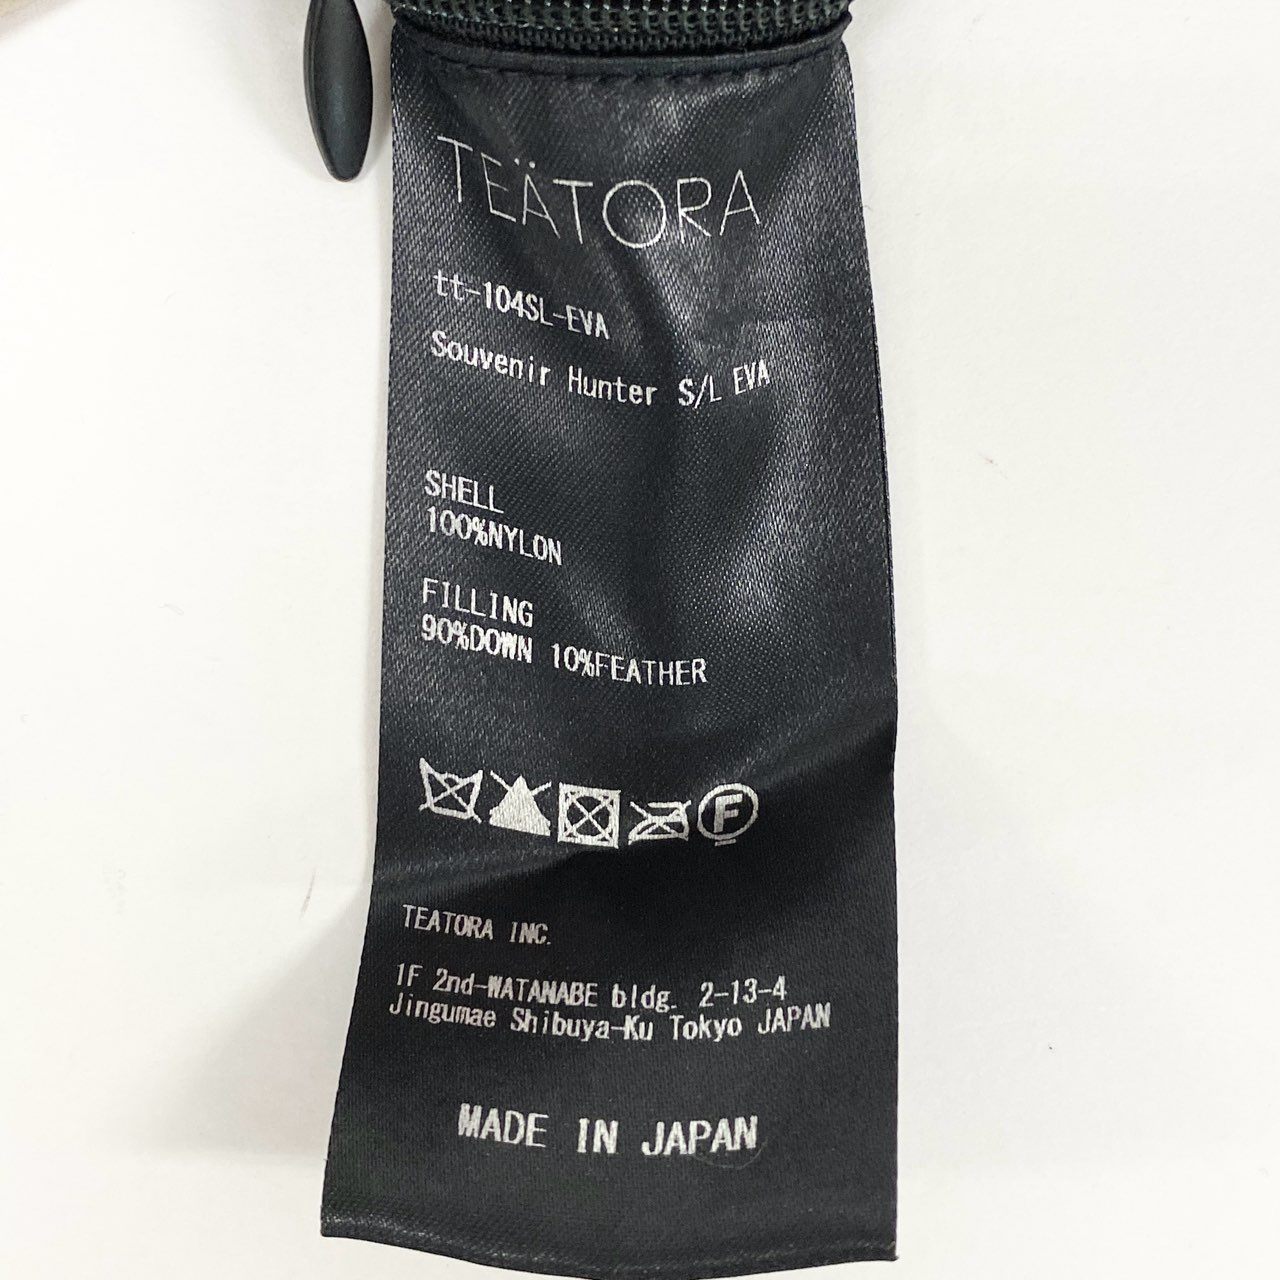 TEÄTORA
tt-104SL-EVA
Souvenir Hunter S/L EVA
SHELL
100%NYLON
FILLING
90%DOWN 10%FEATHER
F
TEATORA INC.
1F 2nd-WATANABE bldg. 2-13-4
Jingumae Shibuya-Ku Tokyo JAPAN
MADE IN JAPAN